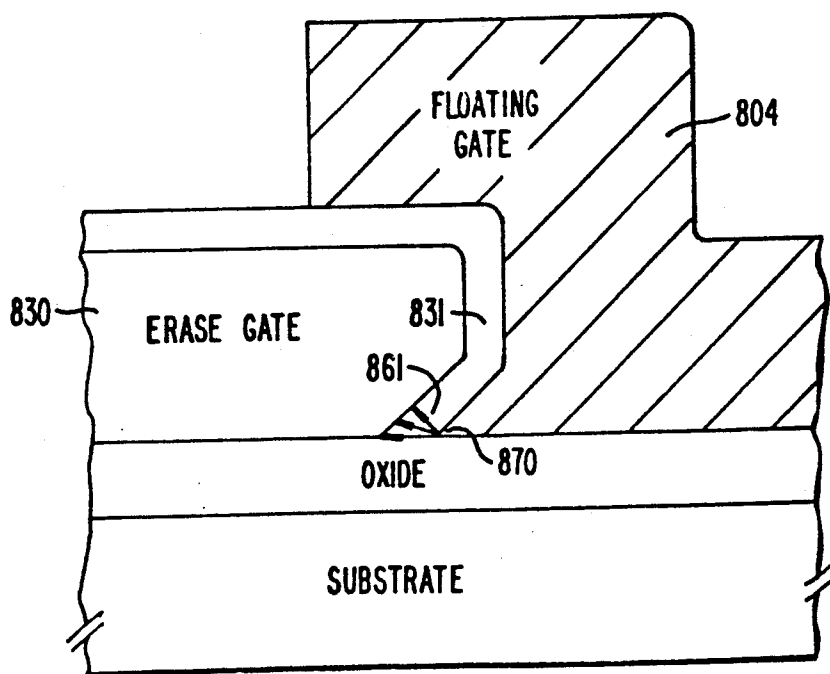 FLOATING
GATE
804
830
ERASE GATE
831
861
870
OXIDE
SUBSTRATE